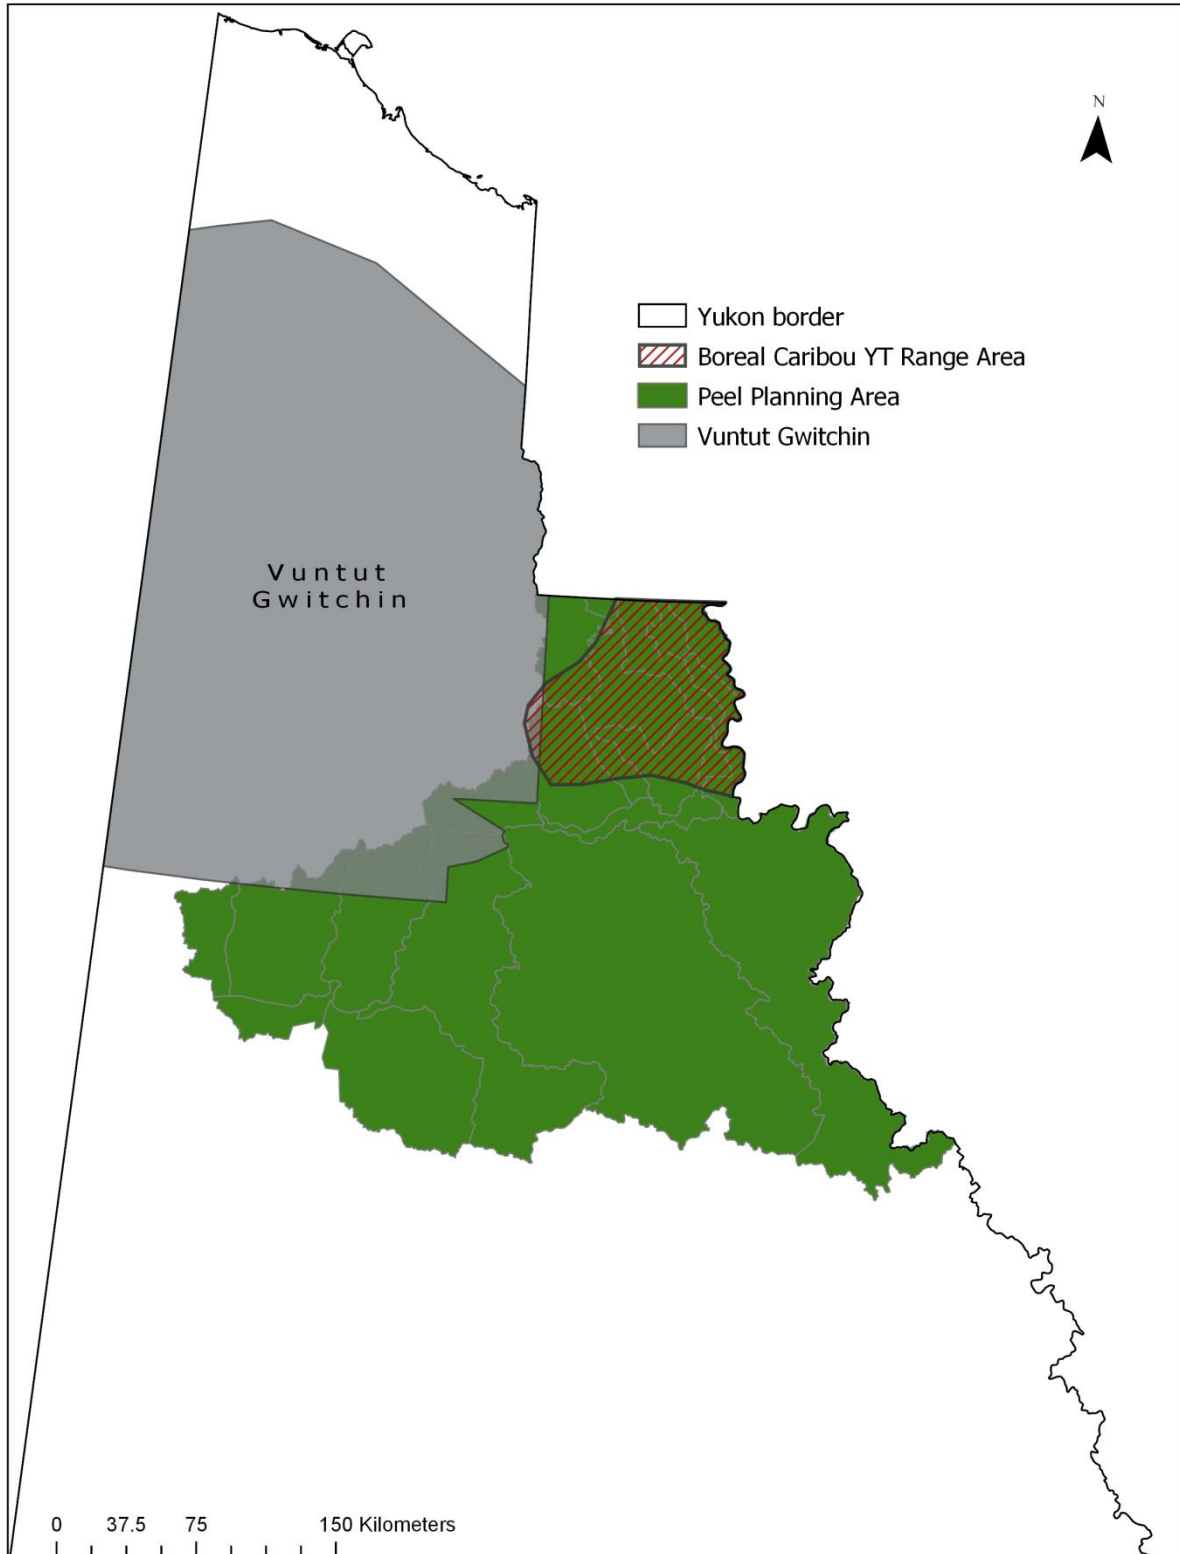 N
Yukon border
Boreal Caribou YT Range Area
Peel Planning Area
Vuntut Gwitchin
Vuntut
Gwitchin
0 37.5 75 150 Kilometers